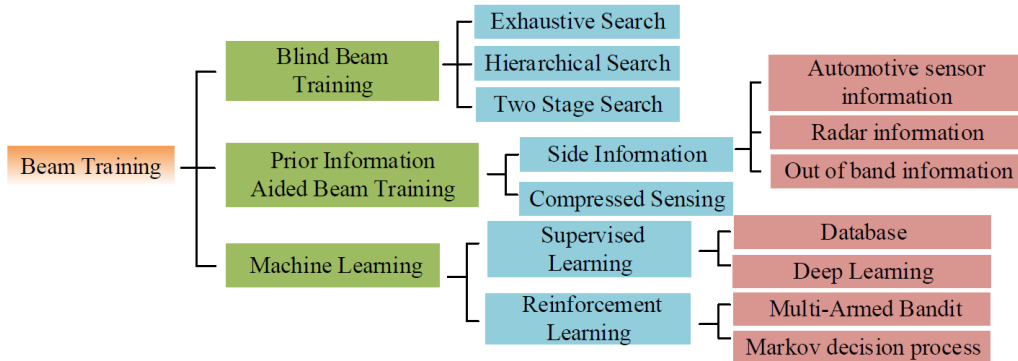 Beam Training
Blind Beam
Training
Exhaustive Search
Hierarchical Search
Two Stage Search
Prior Information
Aided Beam Training
Side Information
Automotive sensor
information
Radar information
Out of band information
Compressed Sensing
Machine Learning
Supervised
Learning
Database
Deep Learning
Reinforcement
Learning
Multi-Armed Bandit
Markov decision process